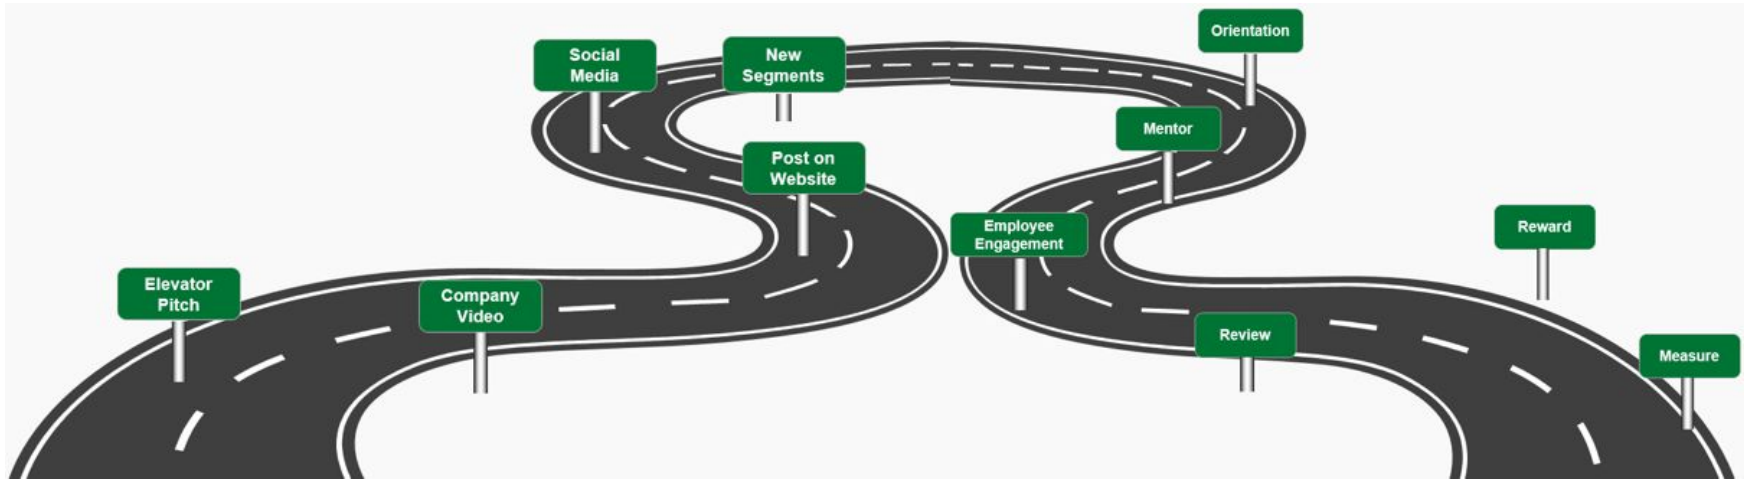 Elevator
Pitch
Company
Video
Post on
Website
Social
Media
New
Segments
Orientation
Mentor
Employee
Engagement
Review
Reward
Measure